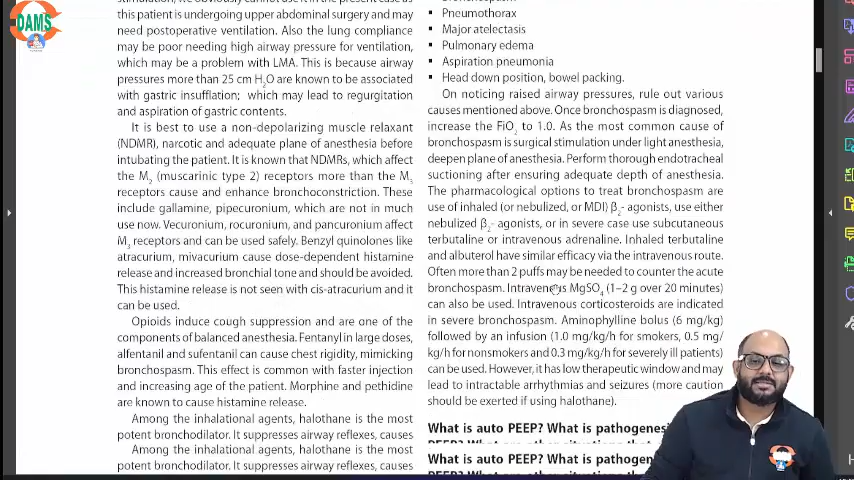 DAMS
stimulation, we obviously cannot use it in the present case as
this patient is undergoing upper abdominal surgery and may
need postoperative ventilation. Also the lung compliance
may be poor needing high airway pressure for ventilation,
which may be a problem with LMA. This is because airway
pressures more than 25 cm H₂O are known to be associated
with gastric insufflation; which may lead to regurgitation
and aspiration of gastric contents.
It is best to use a non-depolarizing muscle relaxant
(NDMR), narcotic and adequate plane of anesthesia before
intubating the patient. It is known that NDMRs, which affect
the M₂ (muscarinic type 2) receptors more than the M₃
receptors cause and enhance bronchoconstriction. These
include gallamine, pipecuronium, which are not in much
use now. Vecuronium, rocuronium, and pancuronium affect
M₃ receptors and can be used safely. Benzyl quinolones like
atracurium, mivacurium cause dose-dependent histamine
release and increased bronchial tone and should be avoided.
This histamine release is not seen with cis-atracurium and it
can be used.
Opioids induce cough suppression and are one of the
components of balanced anesthesia. Fentanyl in large doses,
alfentanil and sufentanil can cause chest rigidity, mimicking
bronchospasm. This effect is common with faster injection
and increasing age of the patient. Morphine and pethidine
are known to cause histamine release.
Among the inhalational agents, halothane is the most
potent bronchodilator. It suppresses airway reflexes, causes
Among the inhalational agents, halothane is the most
potent bronchodilator. It suppresses airway reflexes, causes
▪ Pneumothorax
▪ Major atelectasis
▪ Pulmonary edema
▪ Aspiration pneumonia
▪ Head down position, bowel packing.
On noticing raised airway pressures, rule out various
causes mentioned above. Once bronchospasm is diagnosed,
increase the FiO₂ to 1.0. As the most common cause of
bronchospasm is surgical stimulation under light anesthesia,
deepen plane of anesthesia. Perform thorough endotracheal
suctioning after ensuring adequate depth of anesthesia.
The pharmacological options to treat bronchospasm are
use of inhaled (or nebulized, or MDI) β₂- agonists, use either
nebulized β₂- agonists, or in severe case use subcutaneous
terbutaline or intravenous adrenaline. Inhaled terbutaline
and albuterol have similar efficacy via the intravenous route.
Often more than 2 puffs may be needed to counter the acute
bronchospasm. Intravenous MgSO₄ (1–2 g over 20 minutes)
can also be used. Intravenous corticosteroids are indicated
in severe bronchospasm. Aminophylline bolus (6 mg/kg)
followed by an infusion (1.0 mg/kg/h for smokers, 0.5 mg/
kg/h for nonsmokers and 0.3 mg/kg/h for severely ill patients)
can be used. However, it has low therapeutic window and may
lead to intractable arrhythmias and seizures (more caution
should be exerted if using halothane).
What is auto PEEP? What is pathogenesi
What is auto PEEP? What is pathogenesi